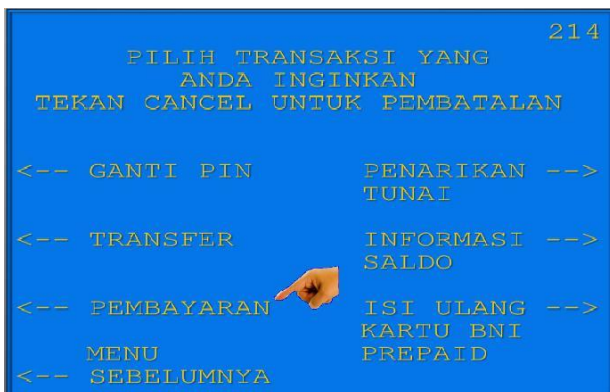 214
PILIH TRANSAKSI YANG
ANDA INGINKAN
TEKAN CANCEL UNTUK PEMBATALAN
<-- GANTI PIN
PENARIKAN -->
TUNAI
<-- TRANSFER
INFORMASI -->
SALDO
<-- PEMBAYARAN
ISI ULANG -->
KARTU BNI
PREPAID
MENU
<-- SEBELUMNYA